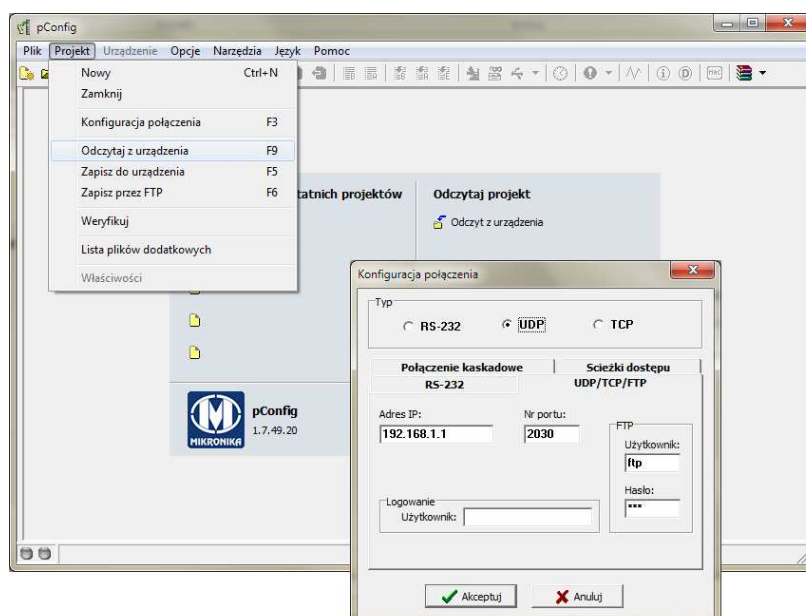 pConfig
Plik Projekt Urządzenie Opcje Narzędzia Język Pomoc
Nowy Ctrl+N
Zamknij
Konfiguracja połączenia F3
Odczytaj z urządzenia F9
Zapisz do urządzenia F5
Zapisz przez FTP F6
Weryfikuj
Lista plików dodatkowych
Właściwości
tatnich projektów
Odczytaj projekt
Odczyt z urządzenia
MIKRONIKA
pConfig
1.7.49.20
Konfiguracja połączenia
Typ
RS-232 UDP TCP
Połączenie kaskadowe Scieżki dostępu
RS-232 UDP/TCP/FTP
Adres IP: Nr portu:
192.168.1.1 2030
FTP
Użytkownik:
ftp
Hasło:
***
Logowanie
Użytkownik:
Akceptuj Anuluj